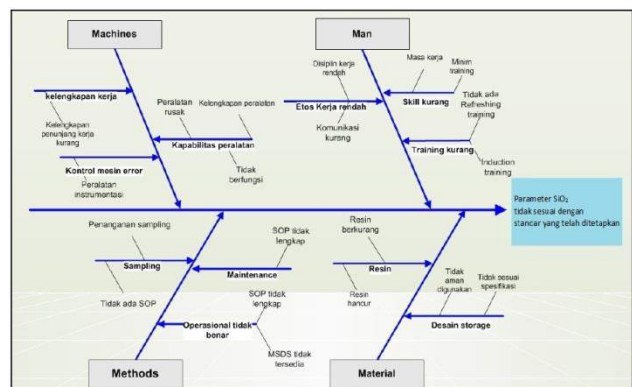 Machines
Man
kelengkapan kerja
Kelengkapan
penunjang kerja
kurang
Kontrol mesin error
Peralatan
instrumentasi
Peralatan
rusak
Kelengkapan peralatan
Kapabilitas peralatan
Tidak
berfungsi
Disiplin kerja
rendah
Etos Kerja rendah
Komunikasi
kurang
Masa kerja
Minim
training
Skill kurang
Tidak ada
Refreshing
training
Training kurang
Induction
training
Parameter SiO₂
tidak sesuai dengan
stancar yang telah ditetapkan
Penanganan sampling
Sampling
Tidak ada SOP
SOP tidak
lengkap
Maintenance
SOP tidak
lengkap
Operasional tidak
benar
MSDS tidak
tersedia
Resin
berkurang
Resin
Resin
hancur
Tidak
aman
digunakan
Tidak sesuai
spesifikasi
Desain storage
Methods
Material